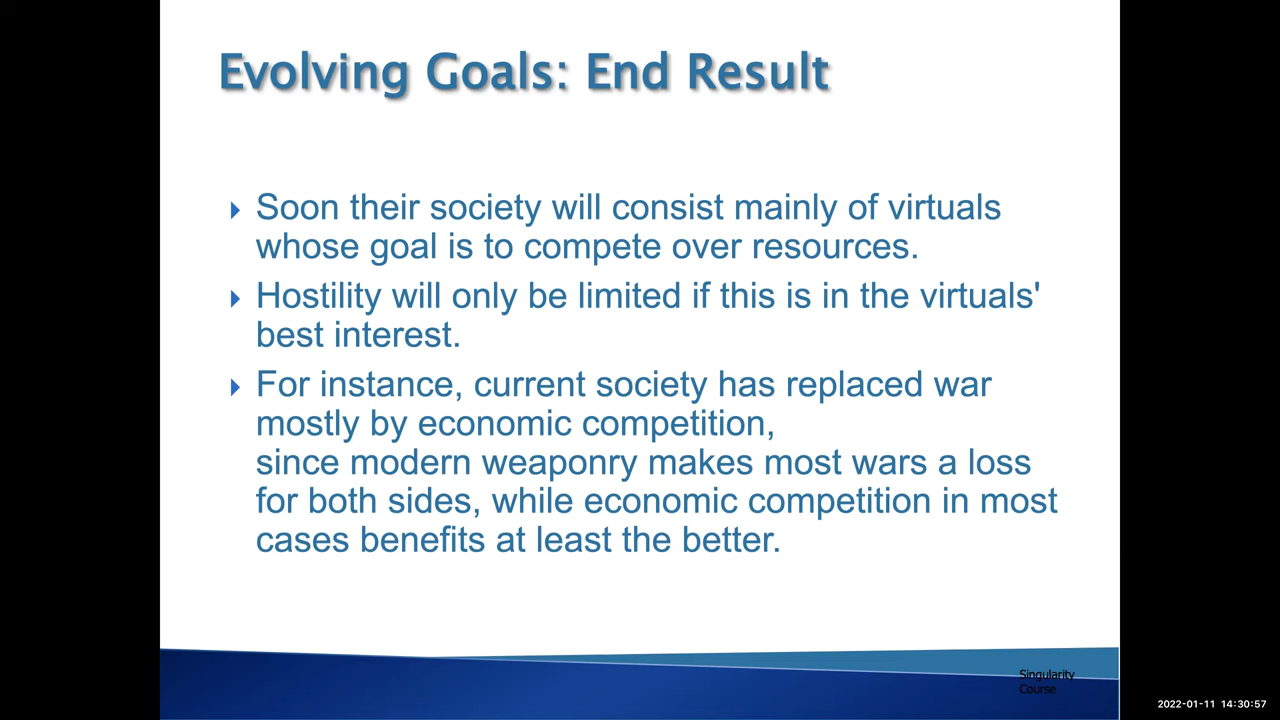 Evolving Goals: End Result
Soon their society will consist mainly of virtuals
whose goal is to compete over resources.
Hostility will only be limited if this is in the virtuals'
best interest.
For instance, current society has replaced war
mostly by economic competition,
since modern weaponry makes most wars a loss
for both sides, while economic competition in most
cases benefits at least the better.
Singularity
Course
2022-01-11 14:30:57